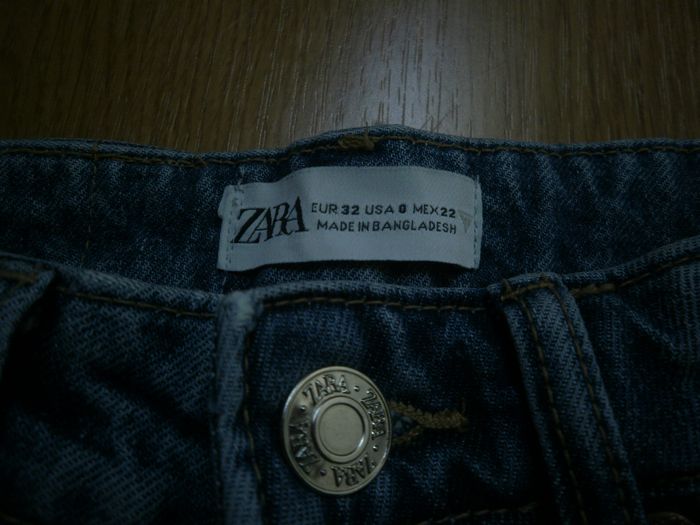 ZARA
EUR 32 USA 0 MEX 22
MADE IN BANGLADESH
ZARA · ZARA · ZARA · ZARA ·